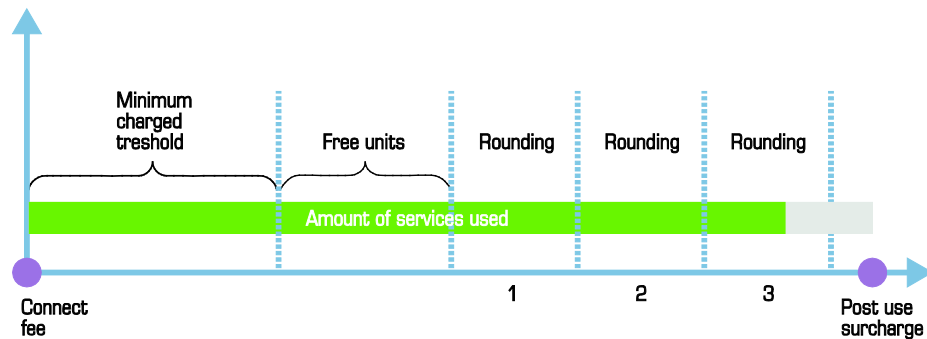 Minimum
charged
treshold
Free units
Rounding
Rounding
Rounding
Amount of services used
1
2
3
Connect
fee
Post use
surcharge